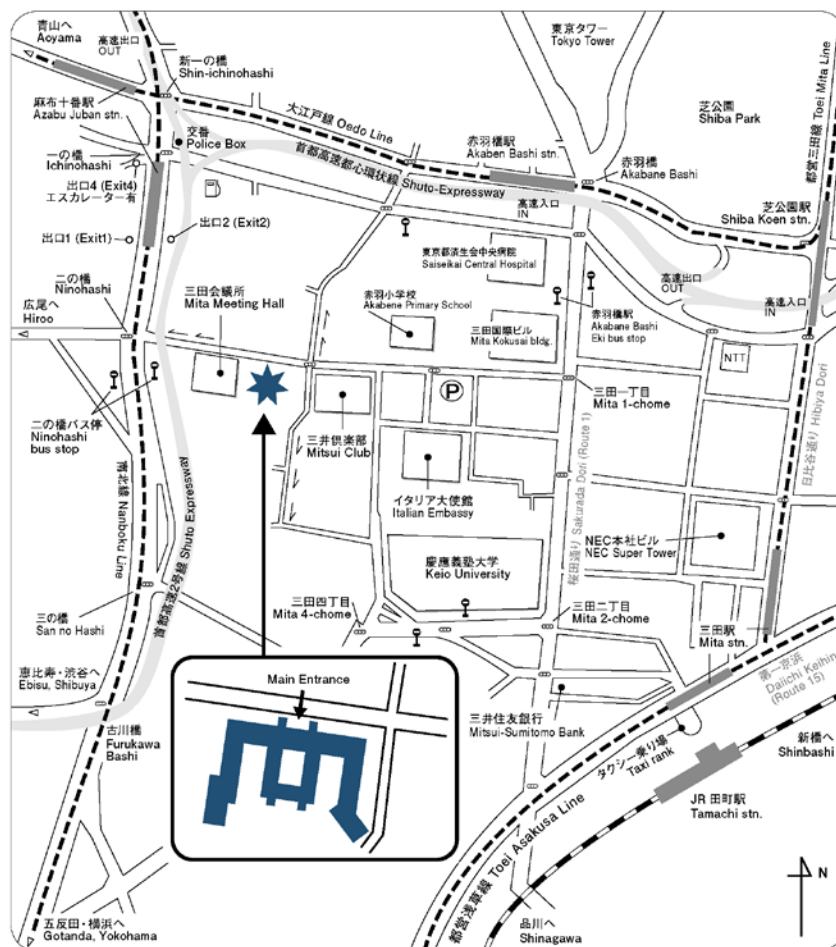 青山へ
Aoyama
高速出口
OUT
新一の橋
Shin-ichinohashi
東京タワー
Tokyo Tower
麻布十番駅
Azabu Juban stn.
大江戸線 Oedo Line
芝公園
Shiba Park
都営三田線 Toei Mita Line
交番
Police Box
首都高速都心環状線 Shuto-Expressway
赤羽橋駅
Akaben Bashi stn.
赤羽橋
Akabane Bashi
一の橋
Ichinohashi
出口4 (Exit4)
エスカレーター有
高速入口
IN
芝公園駅
Shiba Koen stn.
出口1 (Exit1)
出口2 (Exit2)
東京都済生会中央病院
Saiseikai Central Hospital
高速出口
OUT
二の橋
Ninohashi
広尾へ
Hiroo
三田会議所
Mita Meeting Hall
赤羽小学校
Akabene Primary School
三田国際ビル
Mita Kokusai bldg.
赤羽橋駅
Akabane Bashi
Eki bus stop
高速入口
IN
NTT
P
三田一丁目
Mita 1-chome
二の橋バス停
Ninohashi
bus stop
三井倶楽部
Mitsui Club
桜田通り Sakurada Dori (Route 1)
日比谷通り Hibiya Dori
南北線 Nanboku Line
首都高速2号線 Shuto Expressway
イタリア大使館
Italian Embassy
NEC本社ビル
NEC Super Tower
慶應義塾大学
Keio University
三の橋
San no Hashi
三田四丁目
Mita 4-chome
三田二丁目
Mita 2-chome
三田駅
Mita stn.
第一京浜
Daiichi Keihin
(Route 15)
恵比寿・渋谷へ
Ebisu, Shibuya
Main Entrance
三井住友銀行
Mitsui-Sumitomo Bank
古川橋
Furukawa
Bashi
タクシー乗り場
Taxi rank
新橋へ
Shinbashi
JR 田町駅
Tamachi stn.
都営浅草線 Toei Asakusa Line
N
五反田・横浜へ
Gotanda, Yokohama
品川へ
Shinagawa